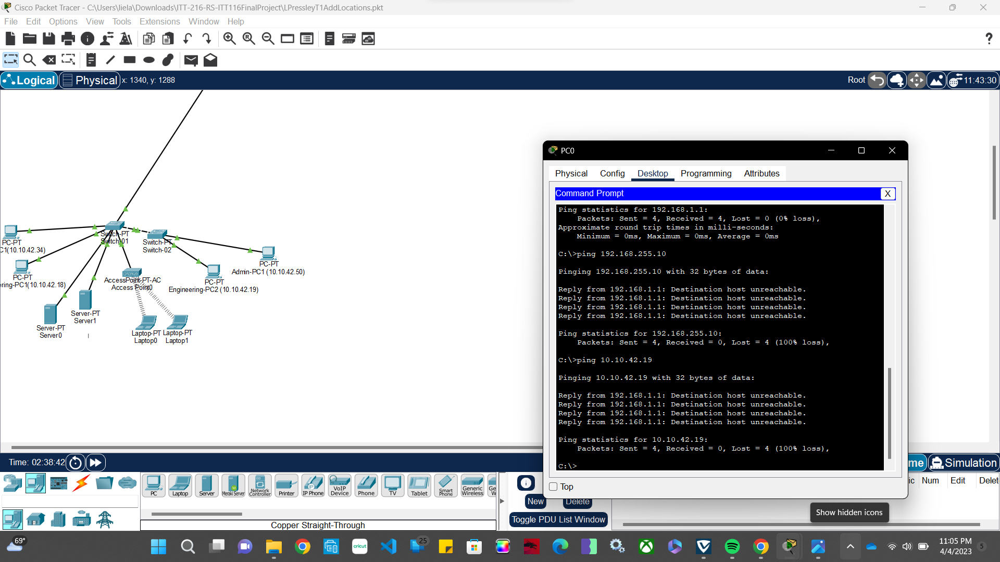 Cisco Packet Tracer - C:\Users\liela\Downloads\ITT-216-RS-ITT116FinalProject\LPressleyT1AddLocations.pkt
File Edit Options View Tools Extensions Window Help
Logical Physical x: 1340, y: 1288 Root 11:43:30
PC-PT
C1(10.10.42.34)
Switch-PT
Switch-01
Switch-PT
Switch-02
PC-PT
ring-PC1(10.10.42.18)
AccessPoint-PT-AC
Access Point0
PC-PT
Engineering-PC2 (10.10.42.19)
PC-PT
Admin-PC1 (10.10.42.50)
Server-PT
Server1
Server-PT
Server0
Laptop-PT
Laptop0
Laptop-PT
Laptop1
PC0
Physical Config Desktop Programming Attributes
Command Prompt X
Ping statistics for 192.168.1.1:
Packets: Sent = 4, Received = 4, Lost = 0 (0% loss),
Approximate round trip times in milli-seconds:
Minimum = 0ms, Maximum = 0ms, Average = 0ms
C:\>ping 192.168.255.10
Pinging 192.168.255.10 with 32 bytes of data:
Reply from 192.168.1.1: Destination host unreachable.
Reply from 192.168.1.1: Destination host unreachable.
Reply from 192.168.1.1: Destination host unreachable.
Reply from 192.168.1.1: Destination host unreachable.
Ping statistics for 192.168.255.10:
Packets: Sent = 4, Received = 0, Lost = 4 (100% loss),
C:\>ping 10.10.42.19
Pinging 10.10.42.19 with 32 bytes of data:
Reply from 192.168.1.1: Destination host unreachable.
Reply from 192.168.1.1: Destination host unreachable.
Reply from 192.168.1.1: Destination host unreachable.
Reply from 192.168.1.1: Destination host unreachable.
Ping statistics for 10.10.42.19:
Packets: Sent = 4, Received = 0, Lost = 4 (100% loss),
C:\>
Top
Time: 02:38:42
me Simulation
PC
Laptop
Server
Meraki Server
Network Controller
Printer
IP Phone
VoIP Device
Phone
TV
Tablet
Smart Phone
Generic Wireless
Ge W
Copper Straight-Through
New Delete
Toggle PDU List Window
ic Num Edit Delet
Show hidden icons
69°
cricut
25
11:05 PM
4/4/2023
5